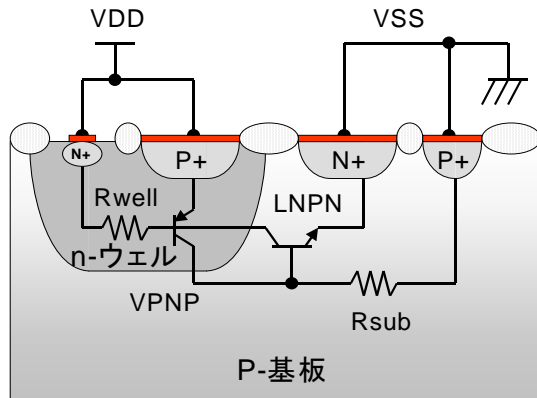 VDD
VSS
N+
P+
N+
P+
Rwell
LNPN
n-ウェル
VPNP
Rsub
P-基板